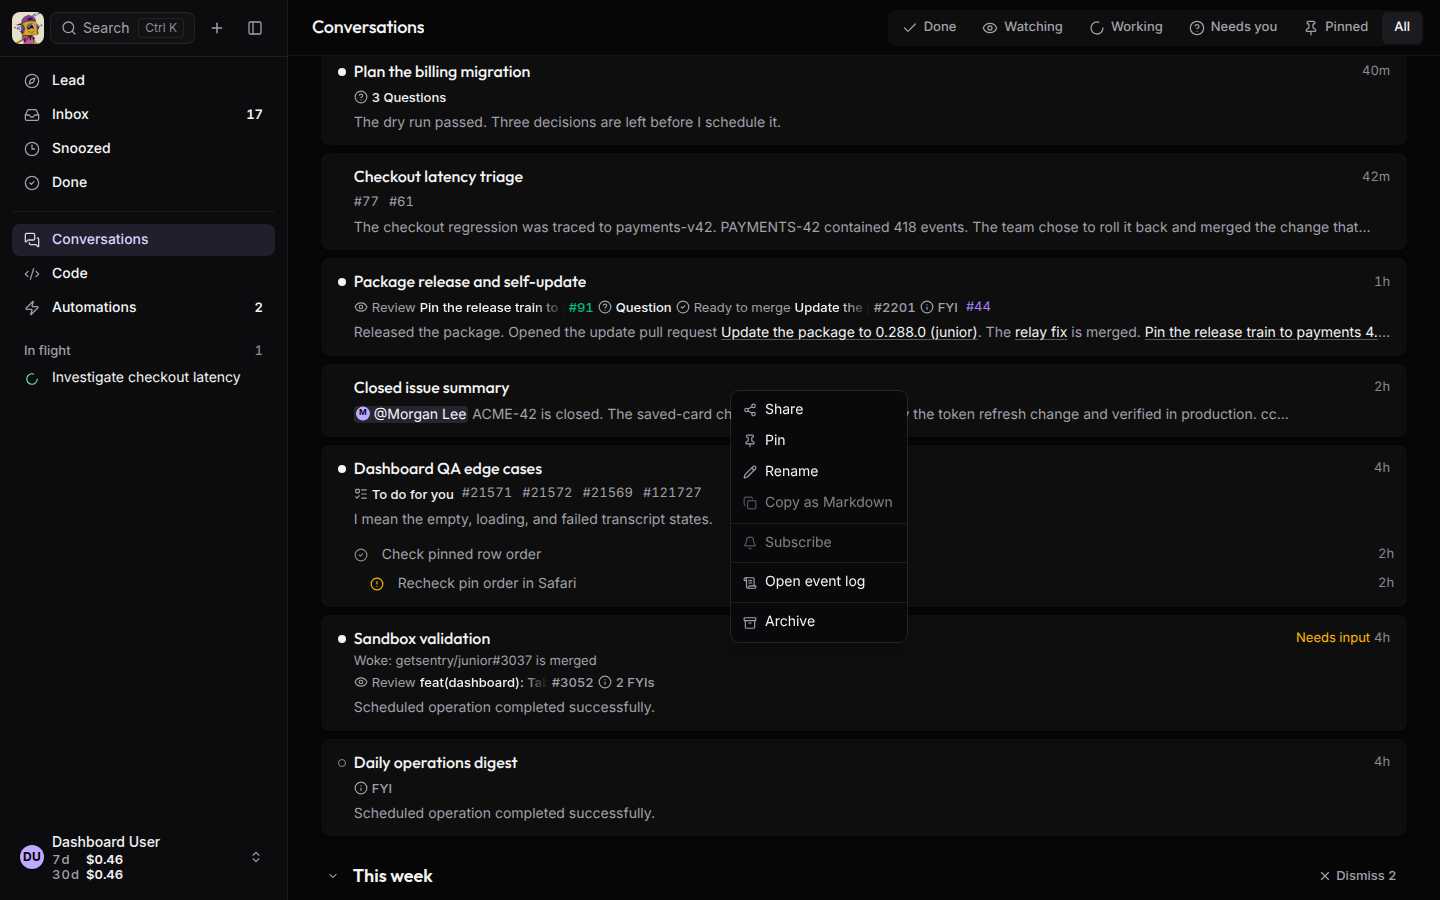 Search Ctrl K
Lead
Inbox 17
Snoozed
Done
Conversations
Code
Automations 2
In flight 1
Investigate checkout latency
DU Dashboard User
7d $0.46
30d $0.46
Conversations
Done Watching Working Needs you Pinned All
Plan the billing migration 40m
3 Questions
The dry run passed. Three decisions are left before I schedule it.
Checkout latency triage 42m
#77 #61
The checkout regression was traced to payments-v42. PAYMENTS-42 contained 418 events. The team chose to roll it back and merged the change that...
Package release and self-update 1h
Review Pin the release train to #91 Question Ready to merge Update the #2201 FYI #44
Released the package. Opened the update pull request Update the package to 0.288.0 (junior). The relay fix is merged. Pin the release train to payments 4....
Closed issue summary 2h
M @Morgan Lee ACME-42 is closed. The saved-card ch
the token refresh change and verified in production. cc...
Share
Pin
Rename
Copy as Markdown
Subscribe
Open event log
Archive
Dashboard QA edge cases 4h
To do for you #21571 #21572 #21569 #121727
I mean the empty, loading, and failed transcript states.
Check pinned row order 2h
Recheck pin order in Safari 2h
Sandbox validation Needs input 4h
Woke: getsentry/junior#3037 is merged
Review feat(dashboard): Tal #3052 2 FYIs
Scheduled operation completed successfully.
Daily operations digest 4h
FYI
Scheduled operation completed successfully.
This week Dismiss 2